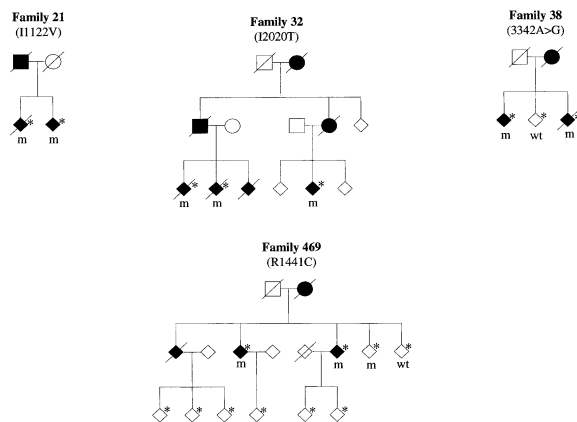 Family 21
(I1122V)
Family 32
(I2020T)
Family 38
(3342A>G)
* *
m m
* *
m wt m
* * *
m m m
Family 469
(R1441C)
* * * *
m m m wt
* * * * * *